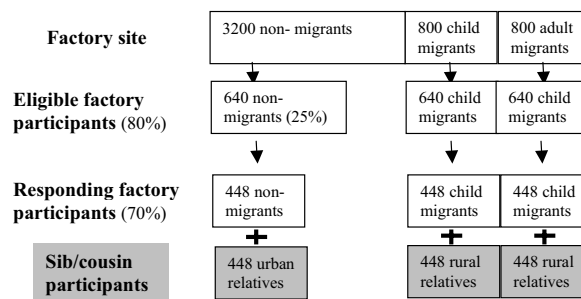 Factory site
3200 non- migrants
800 child
migrants
800 adult
migrants
Eligible factory
participants (80%)
640 non-
migrants (25%)
640 child
migrants
640 child
migrants
Responding factory
participants (70%)
448 non-
migrants
448 child
migrants
448 child
migrants
+
+
+
Sib/cousin
participants
448 urban
relatives
448 rural
relatives
448 rural
relatives